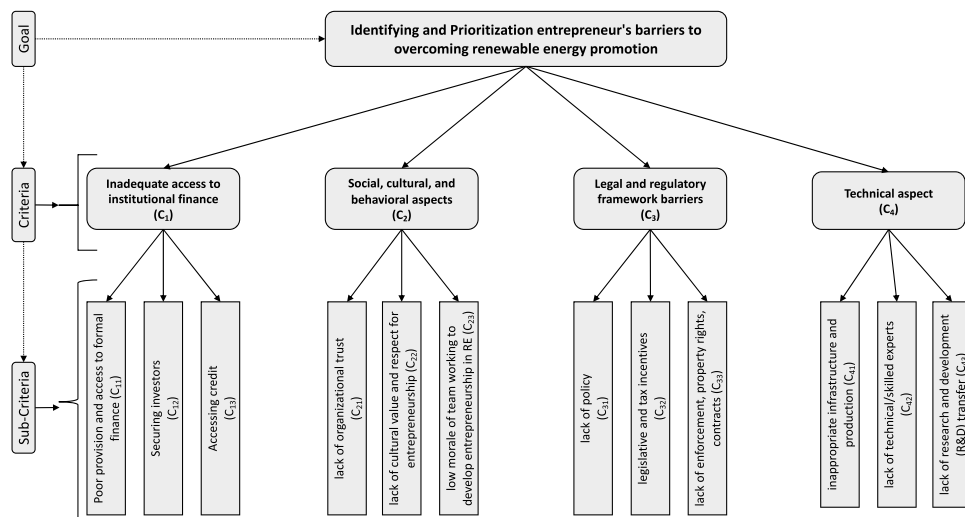 Goal
Identifying and Prioritization entrepreneur's barriers to
overcoming renewable energy promotion
Criteria
Inadequate access to
institutional finance
(C₁)
Social, cultural, and
behavioral aspects
(C₂)
Legal and regulatory
framework barriers
(C₃)
Technical aspect
(C₄)
Sub-Criteria
Poor provision and access to formal
finance (C₁₁)
Securing investors
(C₁₂)
Accessing credit
(C₁₃)
lack of organizational trust
(C₂₁)
lack of cultural value and respect for
entrepreneurship (C₂₂)
low morale of team working to
develop entrepreneurship in RE (C₂₃)
lack of policy
(C₃₁)
legislative and tax incentives
(C₃₂)
lack of enforcement, property rights,
contracts (C₃₃)
inappropriate infrastructure and
production (C₄₁)
lack of technical/skilled experts
(C₄₂)
lack of research and development
(R&D) transfer (C₄₃)